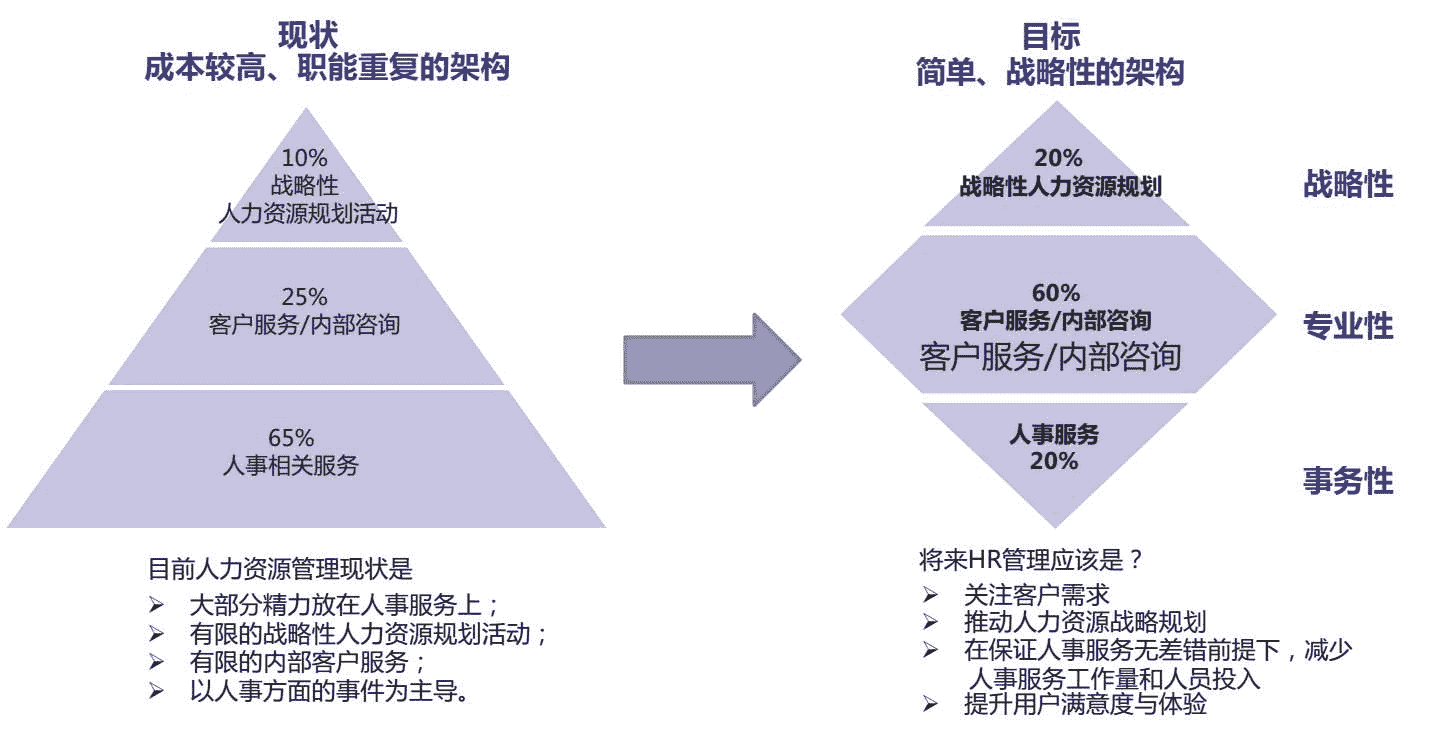 现状
成本较高、职能重复的架构
10%
战略性
人力资源规划活动
25%
客户服务/内部咨询
65%
人事相关服务
目前人力资源管理现状是
➢ 大部分精力放在人事服务上；
➢ 有限的战略性人力资源规划活动；
➢ 有限的内部客户服务；
➢ 以人事方面的事件为主导。
目标
简单、战略性的架构
20%
战略性人力资源规划
战略性
60%
客户服务/内部咨询
客户服务/内部咨询
专业性
人事服务
20%
事务性
将来HR管理应该是？
➢ 关注客户需求
➢ 推动人力资源战略规划
➢ 在保证人事服务无差错前提下，减少
人事服务工作量和人员投入
➢ 提升用户满意度与体验